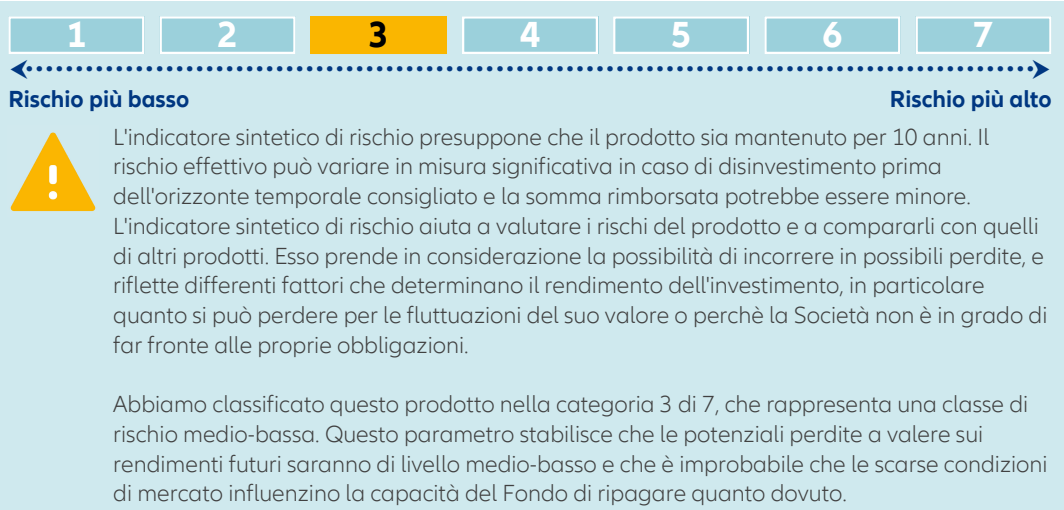 1 2 3 4 5 6 7
Rischio più basso Rischio più alto
L'indicatore sintetico di rischio presuppone che il prodotto sia mantenuto per 10 anni. Il
rischio effettivo può variare in misura significativa in caso di disinvestimento prima
dell'orizzonte temporale consigliato e la somma rimborsata potrebbe essere minore.
L'indicatore sintetico di rischio aiuta a valutare i rischi del prodotto e a compararli con quelli
di altri prodotti. Esso prende in considerazione la possibilità di incorrere in possibili perdite, e
riflette differenti fattori che determinano il rendimento dell'investimento, in particolare
quanto si può perdere per le fluttuazioni del suo valore o perchè la Società non è in grado di
far fronte alle proprie obbligazioni.
Abbiamo classificato questo prodotto nella categoria 3 di 7, che rappresenta una classe di
rischio medio-bassa. Questo parametro stabilisce che le potenziali perdite a valere sui
rendimenti futuri saranno di livello medio-basso e che è improbabile che le scarse condizioni
di mercato influenzino la capacità del Fondo di ripagare quanto dovuto.